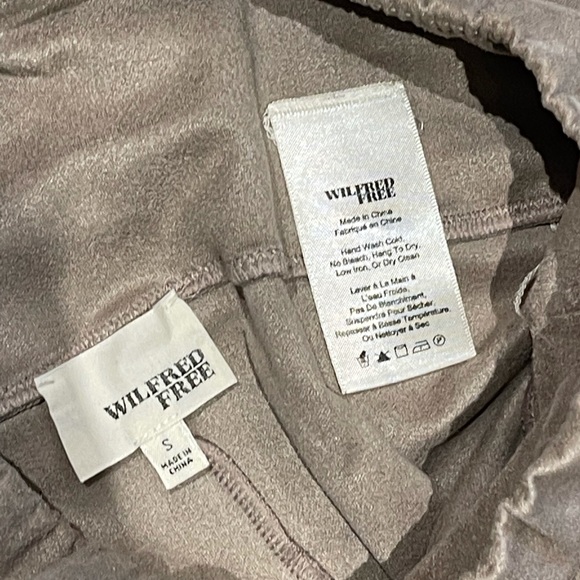 WILFRED
FREE
Made in China
Fabriqué en Chine
Hand Wash Cold,
No Bleach, Hang To Dry,
Low Iron, Or Dry Clean
Laver à La Main à
L'eau Froide,
Pas De Blanchiment,
Suspendre Pour Sécher,
Repasser à Basse Température,
Ou Nettoyer à Sec
WILFRED
FREE
S
MADE IN
CHINA